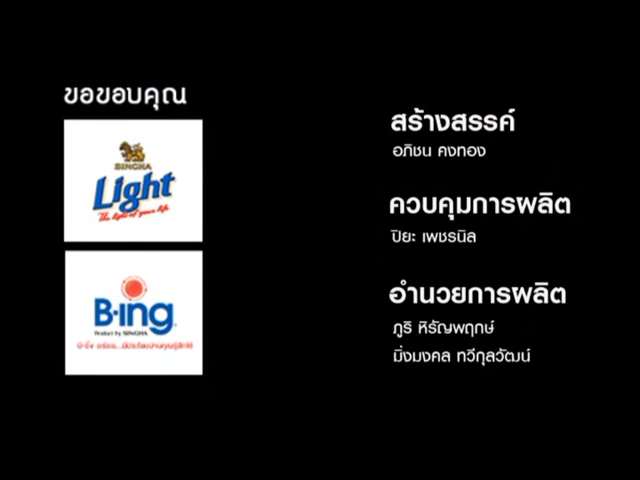 ขอขอบคุณ
SINGHA
Light
The light of your life
B-ing
Product by SINGHA
สร้างสรรค์
อภิชน คงทอง
ควบคุมการผลิต
ปิยะ เพชรนิล
อำนวยการผลิต
ภูริ หิรัญพฤกษ์
มิ่งมงคล ทวีกุลวัฒน์